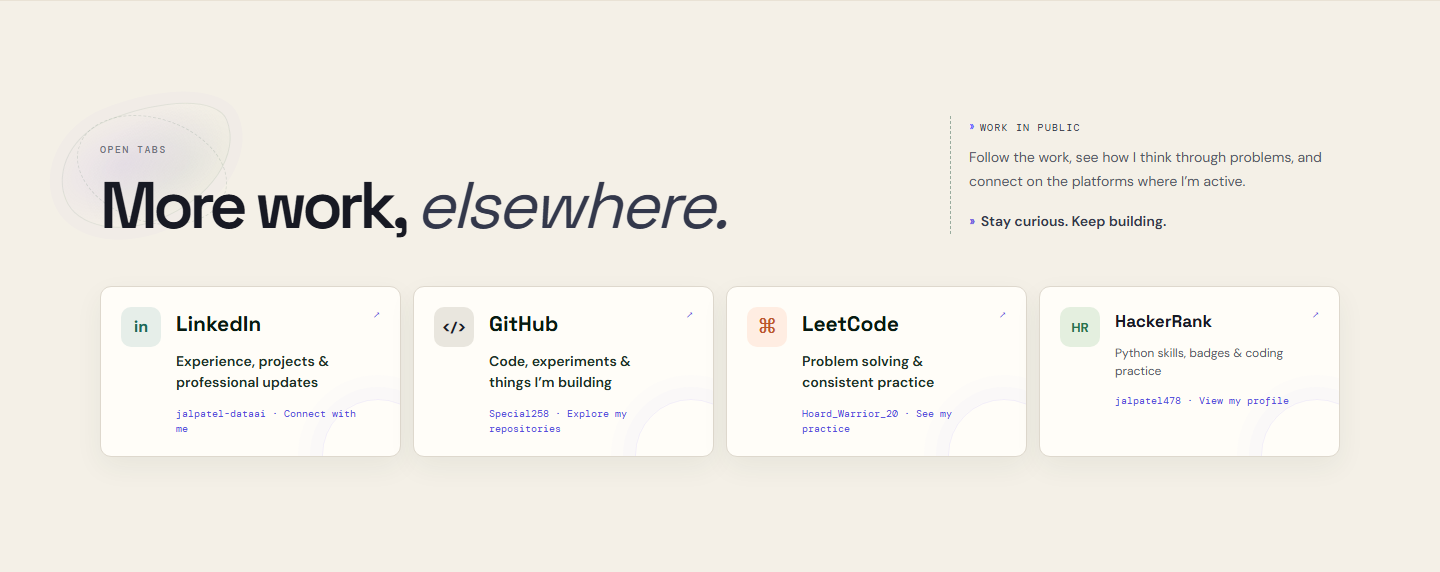 OPEN TABS
More work, elsewhere.
» WORK IN PUBLIC
Follow the work, see how I think through problems, and
connect on the platforms where I’m active.
» Stay curious. Keep building.
in
LinkedIn
↗
Experience, projects &
professional updates
jalpatel-dataai · Connect with
me
</>
GitHub
↗
Code, experiments &
things I’m building
Special258 · Explore my
repositories
⌘
LeetCode
↗
Problem solving &
consistent practice
Hoard_Warrior_20 · See my
practice
HR
HackerRank
↗
Python skills, badges & coding
practice
jalpatel478 · View my profile